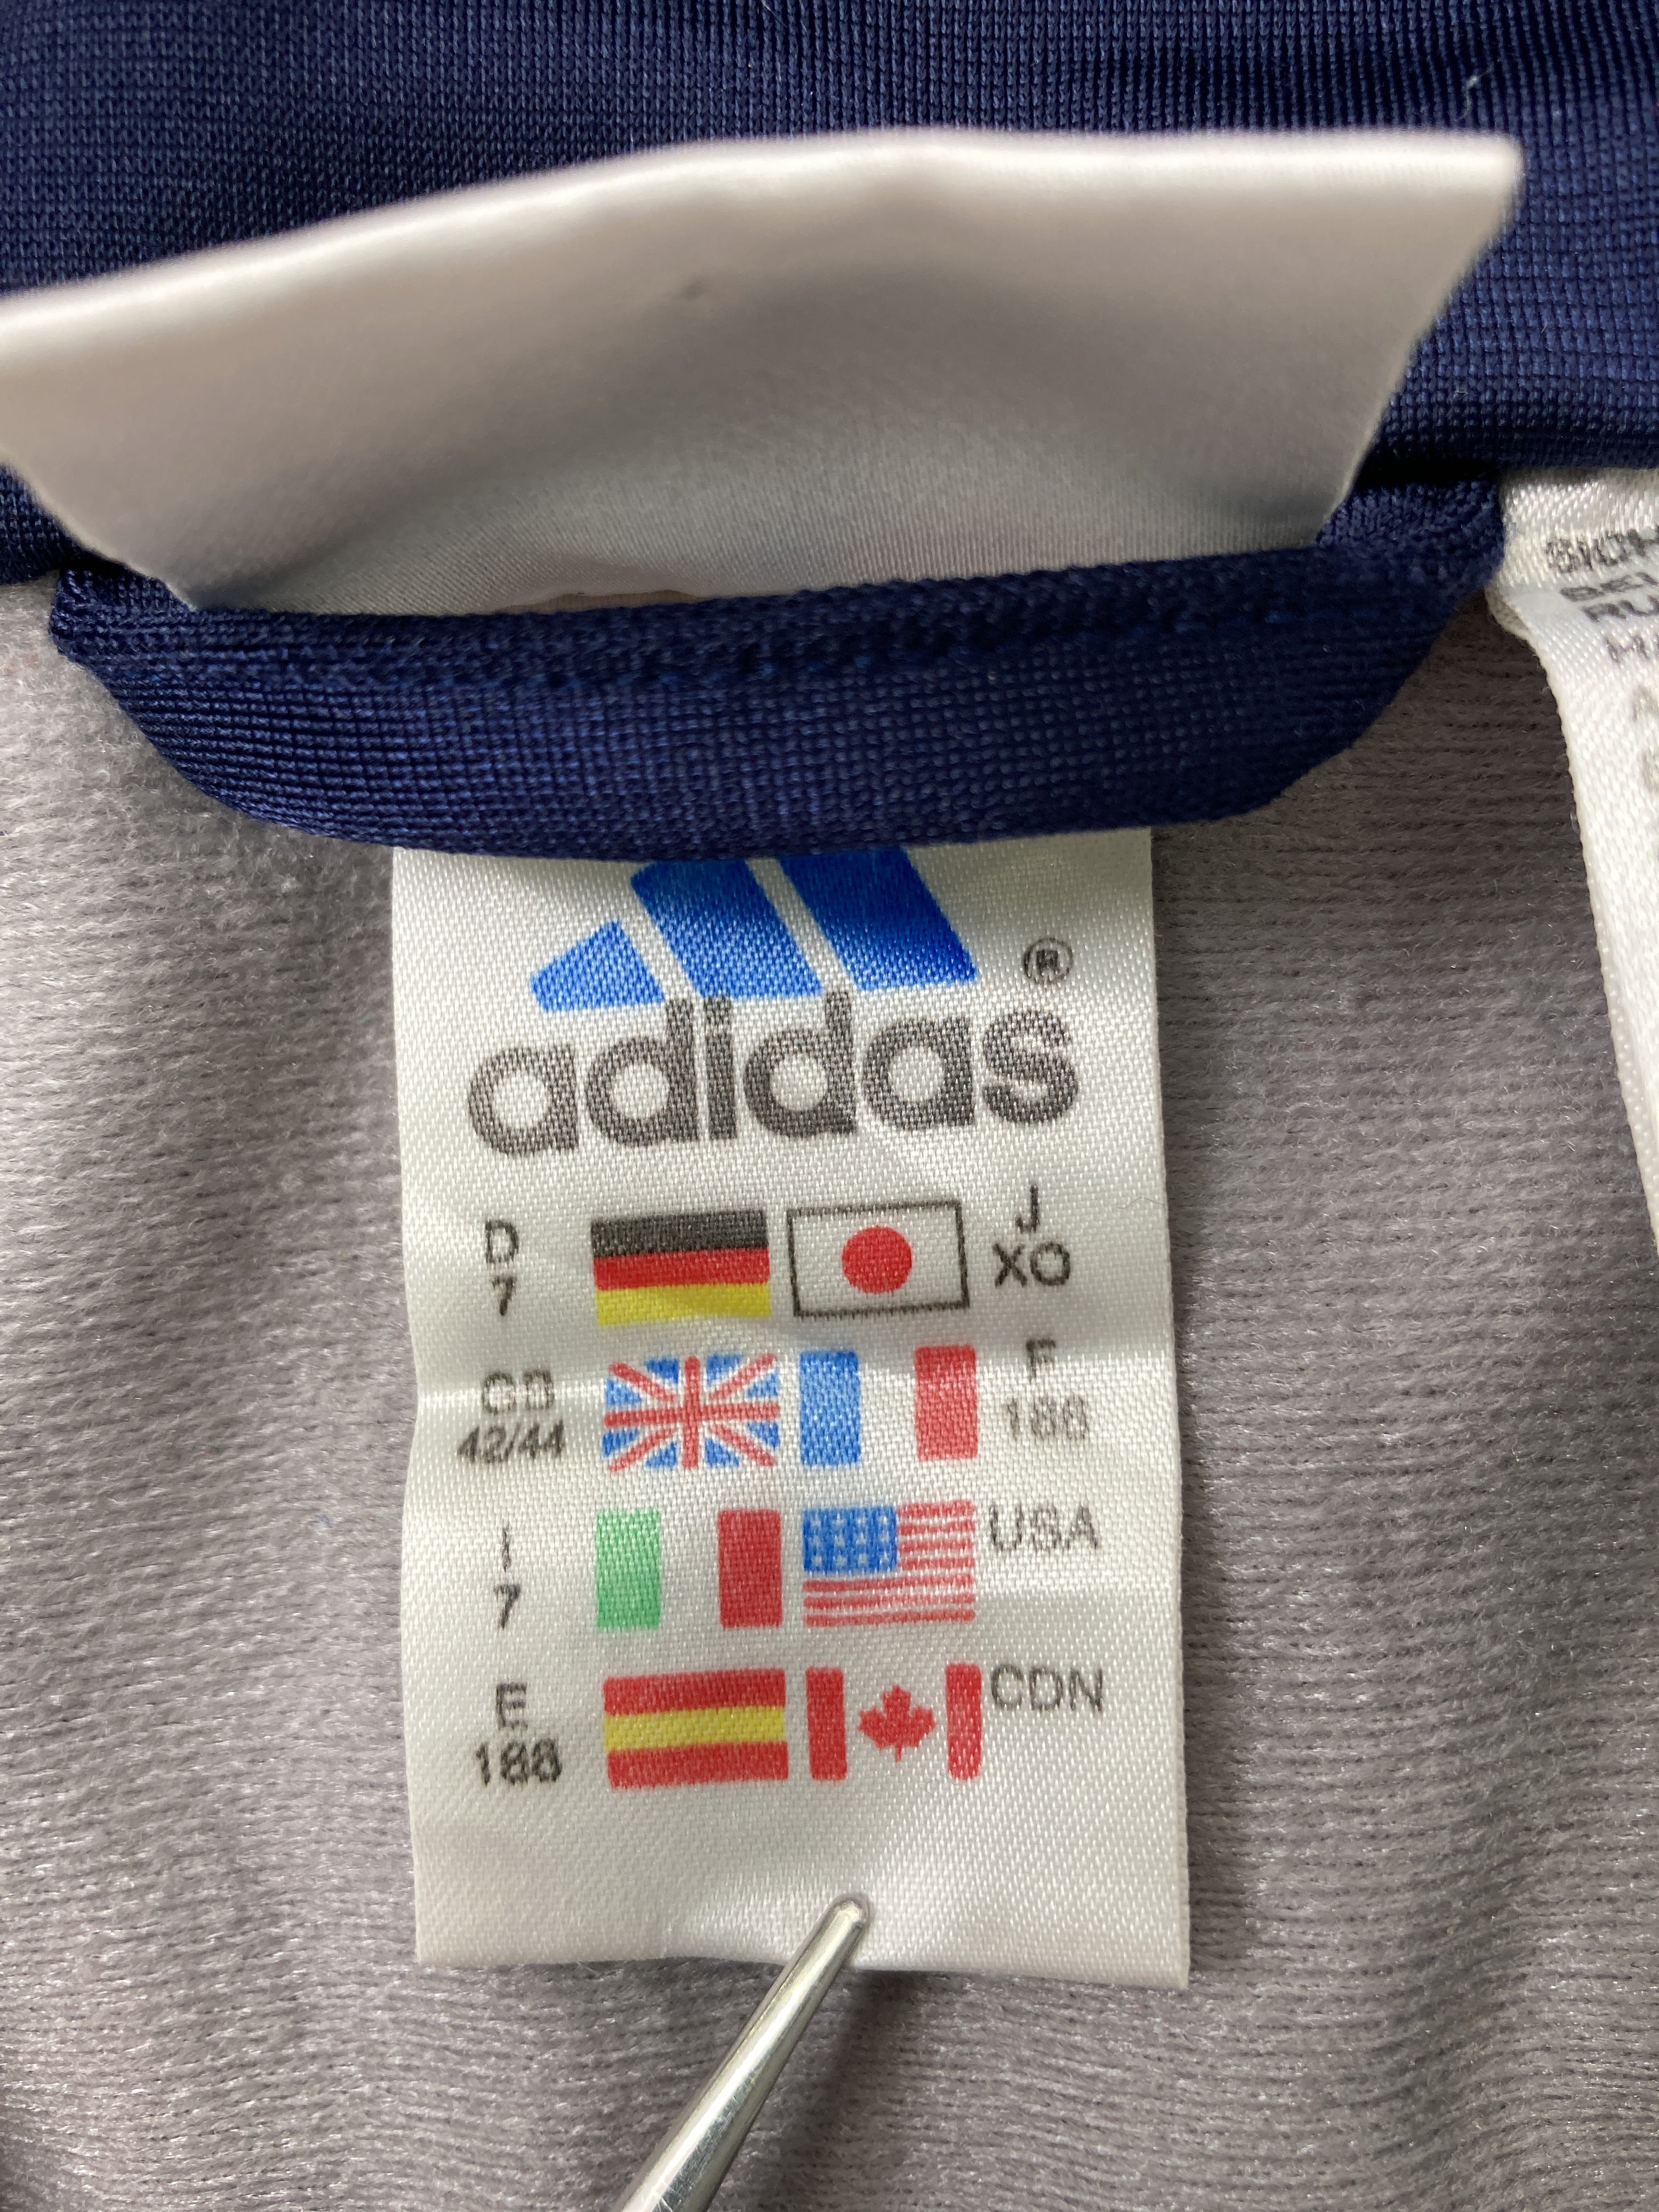 ®
adidas
D
7
J
XO
GB
42/44
F
188
I
7
USA
E
188
CDN